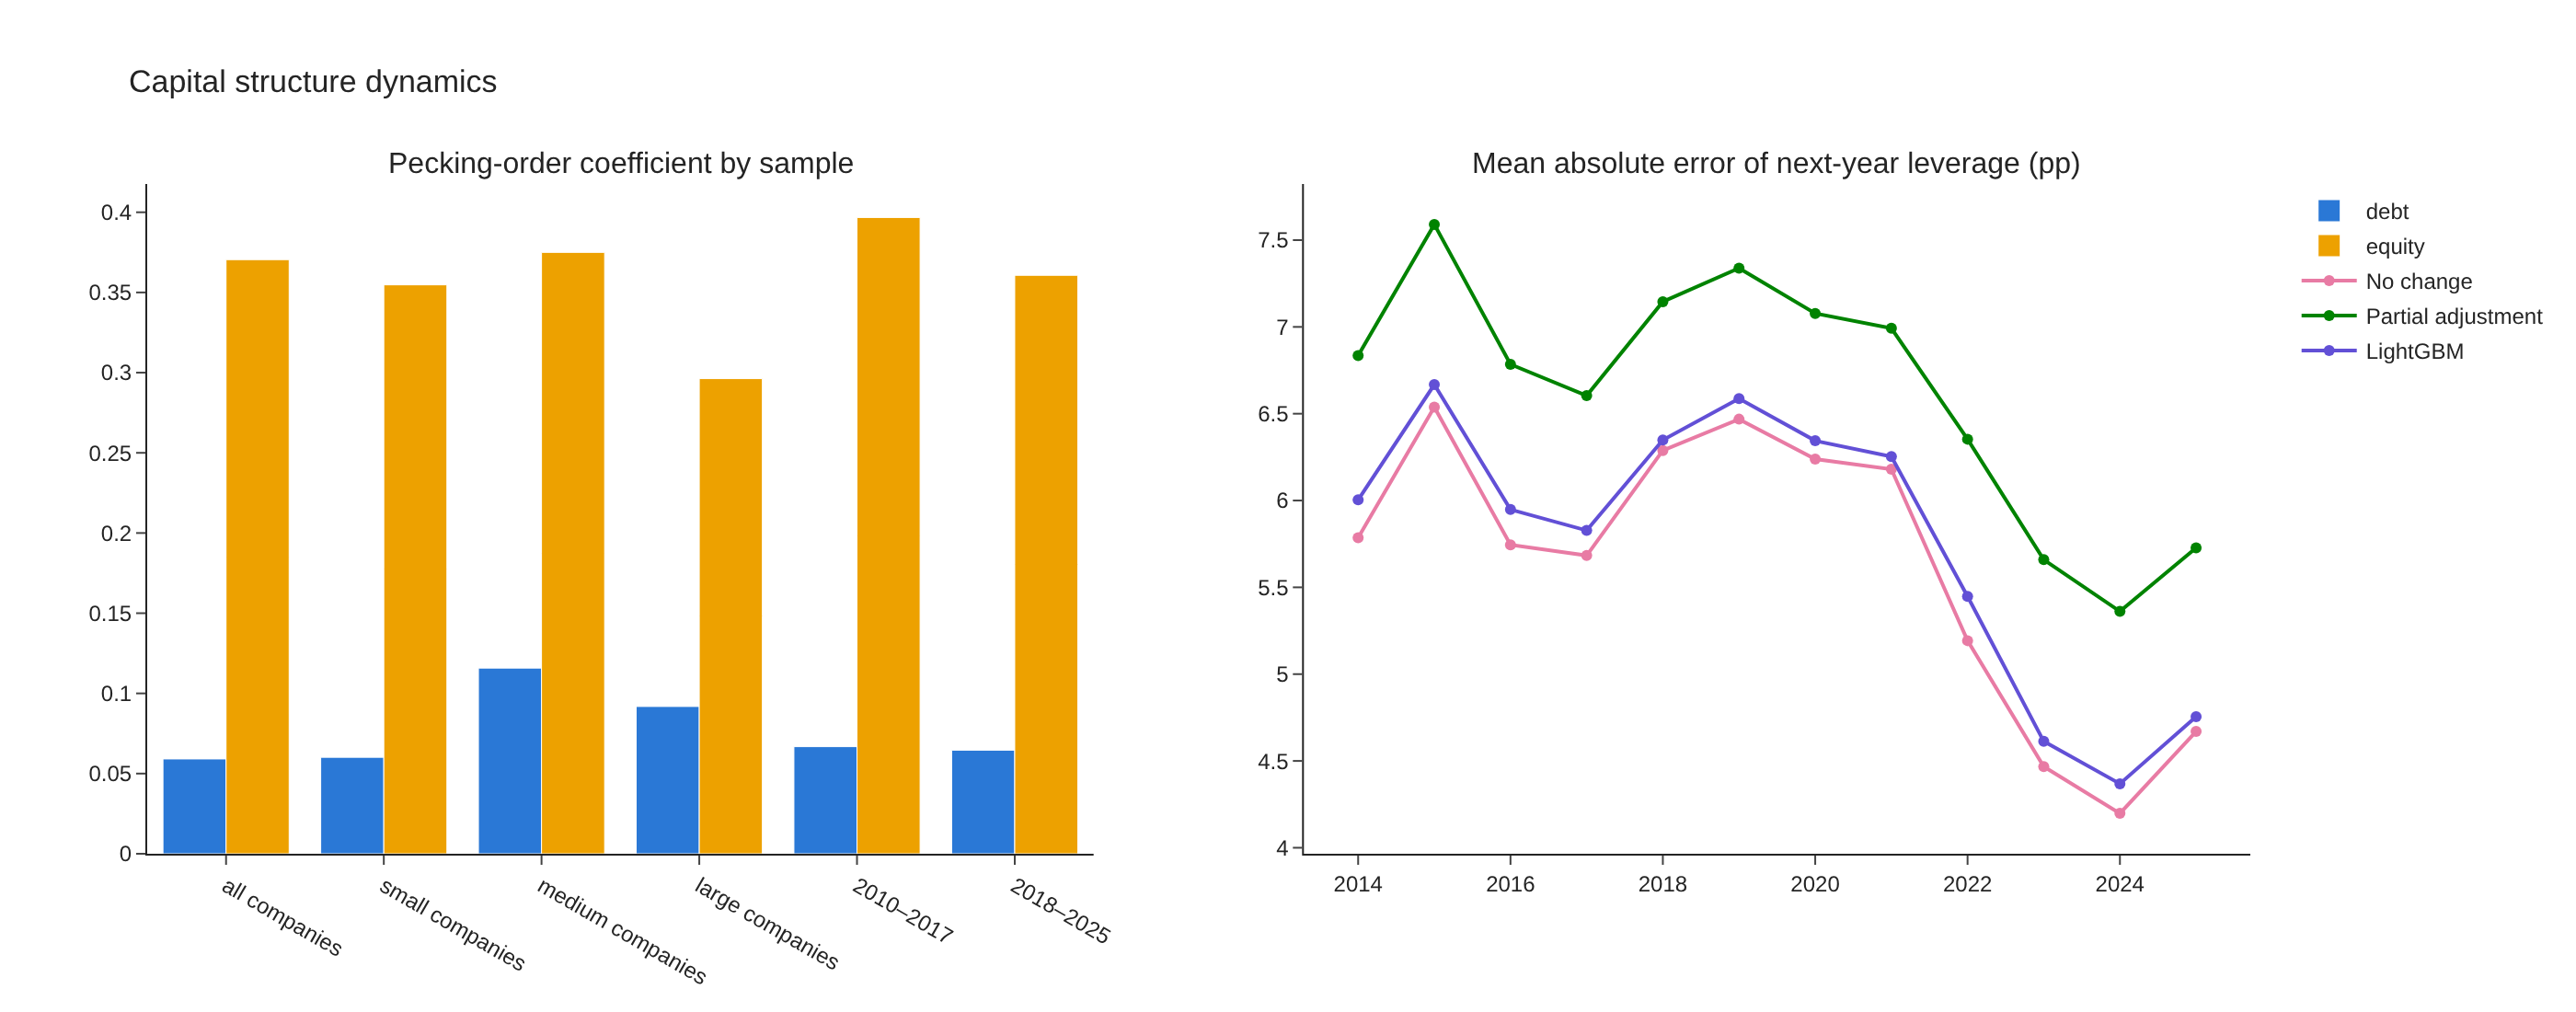 Capital structure dynamics
Pecking-order coefficient by sample
0.4
0.35
0.3
0.25
0.2
0.15
0.1
0.05
0
all companies
small companies
medium companies
large companies
2010–2017
2018–2025
Mean absolute error of next-year leverage (pp)
7.5
7
6.5
6
5.5
5
4.5
4
2014
2016
2018
2020
2022
2024
debt
equity
No change
Partial adjustment
LightGBM